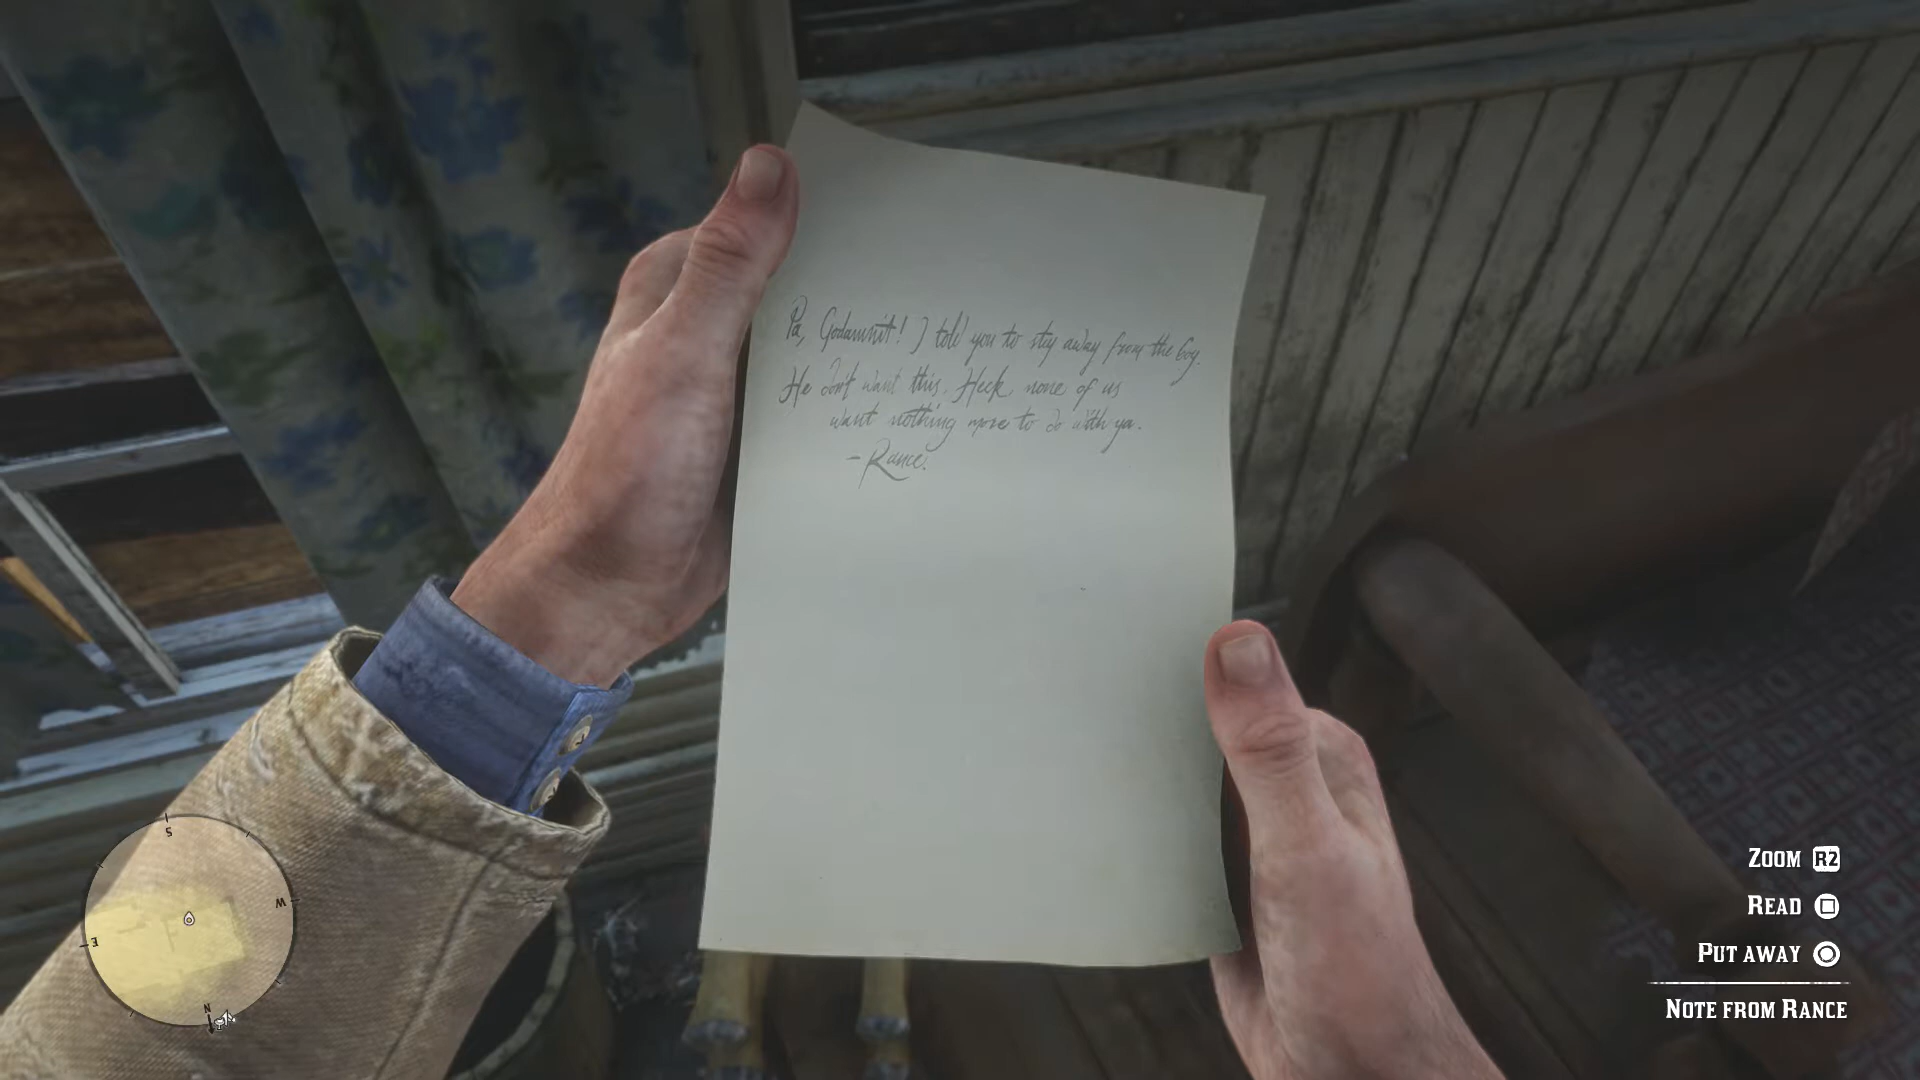 Pa, Godamnit! I told you to stay away from the boy.
He don't want this. Heck, none of us
want nothing more to do with ya.
- Rance.
ZOOM R2
READ
PUT AWAY
NOTE FROM RANCE
S
W
E
N